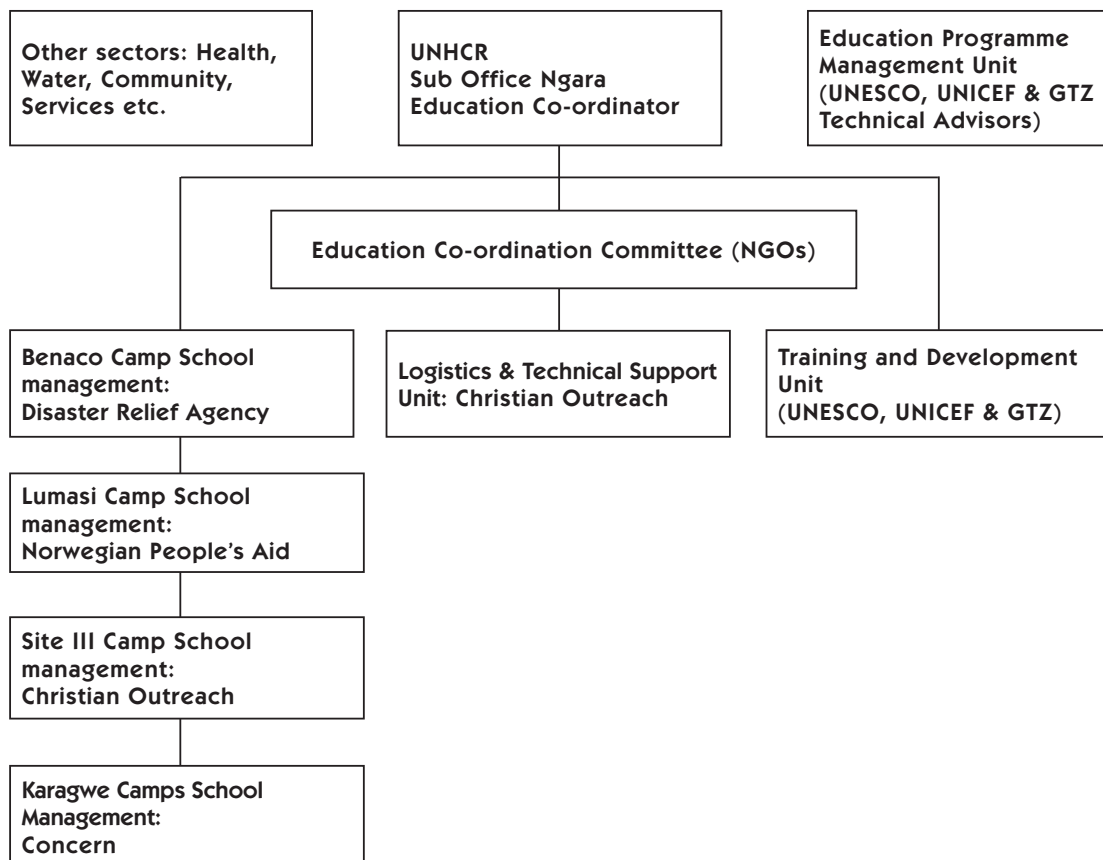 Other sectors: Health,
Water, Community,
Services etc.
UNHCR
Sub Office Ngara
Education Co-ordinator
Education Programme
Management Unit
(UNESCO, UNICEF & GTZ
Technical Advisors)
Education Co-ordination Committee (NGOs)
Benaco Camp School
management:
Disaster Relief Agency
Logistics & Technical Support
Unit: Christian Outreach
Training and Development
Unit
(UNESCO, UNICEF & GTZ)
Lumasi Camp School
management:
Norwegian People’s Aid
Site III Camp School
management:
Christian Outreach
Karagwe Camps School
Management:
Concern